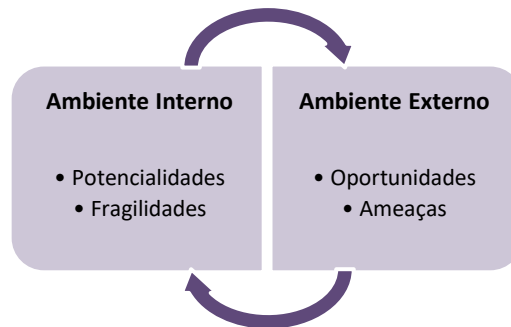 Ambiente Interno
• Potencialidades
• Fragilidades
Ambiente Externo
• Oportunidades
• Ameaças